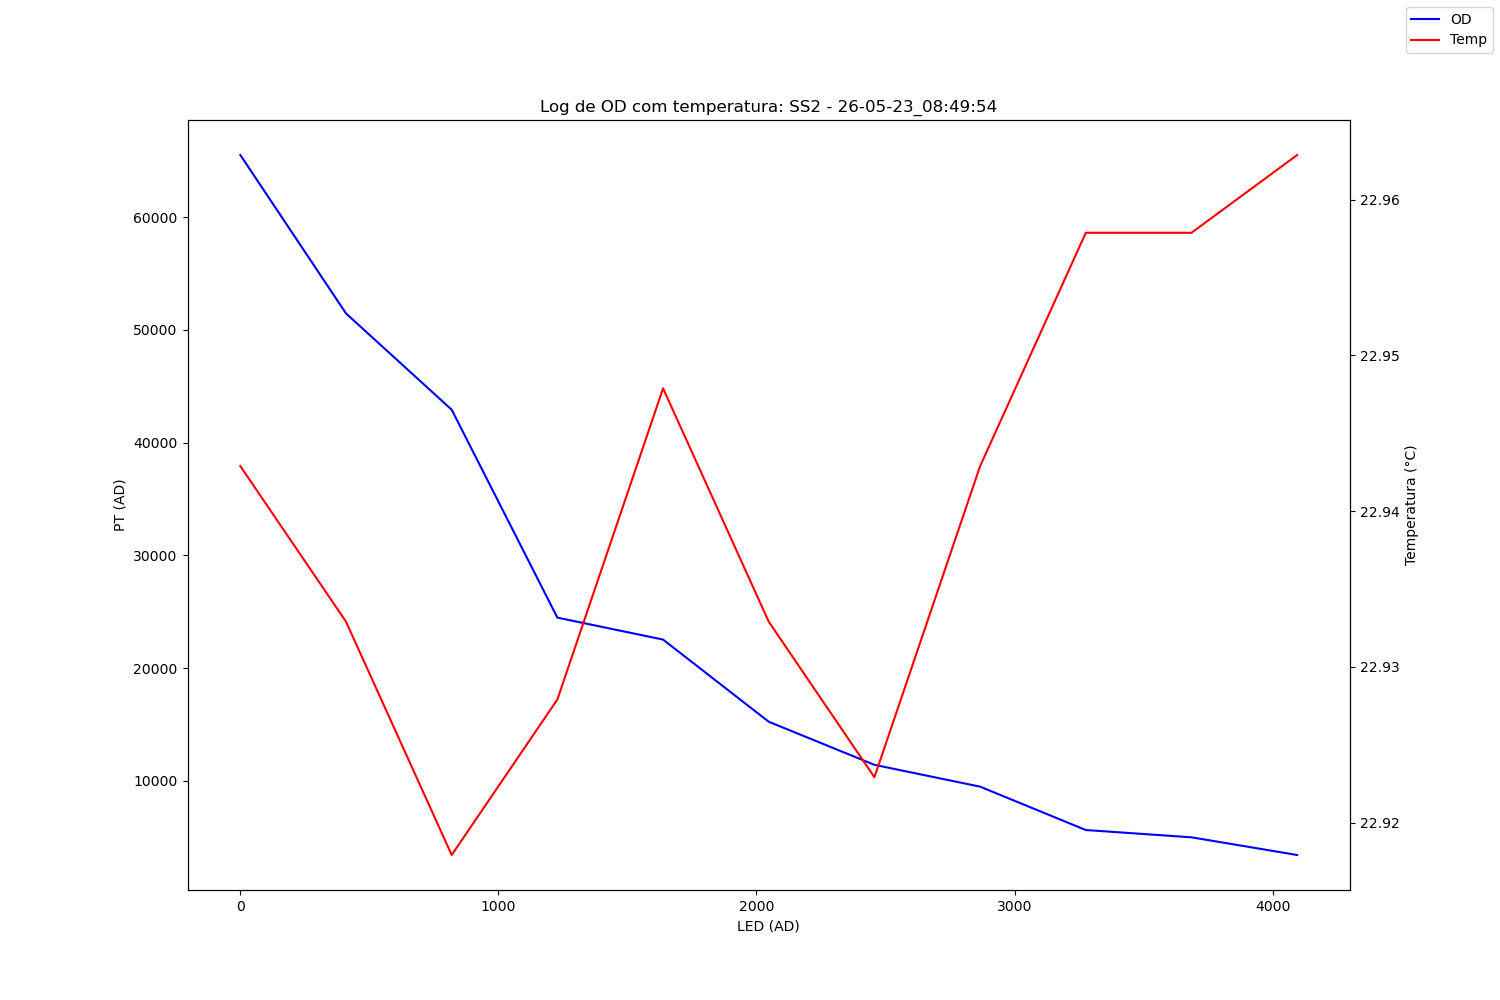 OD
Temp
Log de OD com temperatura: SS2 - 26-05-23_08:49:54
60000
50000
40000
30000
20000
10000
PT (AD)
22.96
22.95
22.94
22.93
22.92
Temperatura (°C)
0 1000 2000 3000 4000
LED (AD)